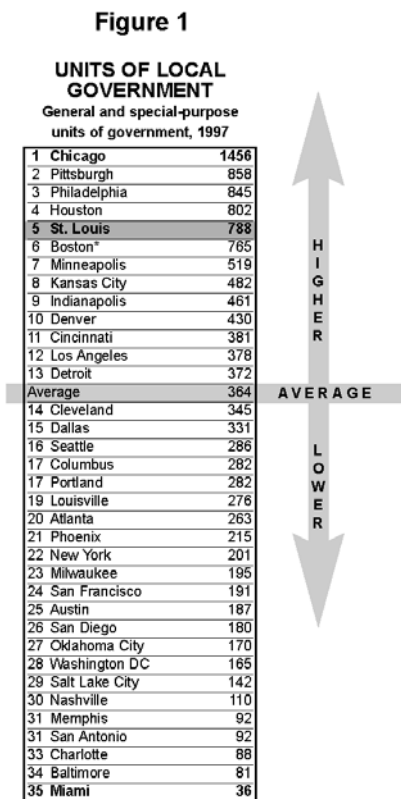 Figure 1
UNITS OF LOCAL
GOVERNMENT
General and special-purpose
units of government, 1997
1 Chicago 1456
2 Pittsburgh 858
3 Philadelphia 845
4 Houston 802
5 St. Louis 788
6 Boston* 765
7 Minneapolis 519
8 Kansas City 482
9 Indianapolis 461
10 Denver 430
11 Cincinnati 381
12 Los Angeles 378
13 Detroit 372
Average 364
14 Cleveland 345
15 Dallas 331
16 Seattle 286
17 Columbus 282
17 Portland 282
19 Louisville 276
20 Atlanta 263
21 Phoenix 215
22 New York 201
23 Milwaukee 195
24 San Francisco 191
25 Austin 187
26 San Diego 180
27 Oklahoma City 170
28 Washington DC 165
29 Salt Lake City 142
30 Nashville 110
31 Memphis 92
31 San Antonio 92
33 Charlotte 88
34 Baltimore 81
35 Miami 36
HIGHER
AVERAGE
LOWER